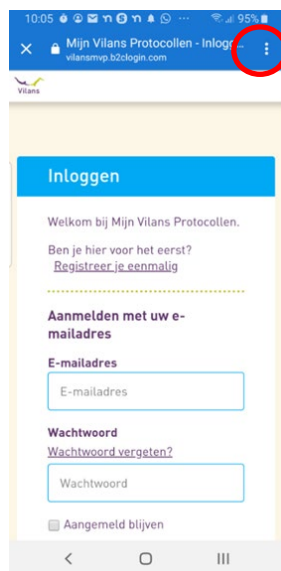 10:05 95%
Mijn Vilans Protocollen - Inlogg...
vilansmvp.b2clogin.com
Vilans
Inloggen
Welkom bij Mijn Vilans Protocollen.
Ben je hier voor het eerst?
Registreer je eenmalig
Aanmelden met uw e-
mailadres
E-mailadres
E-mailadres
Wachtwoord
Wachtwoord vergeten?
Wachtwoord
Aangemeld blijven